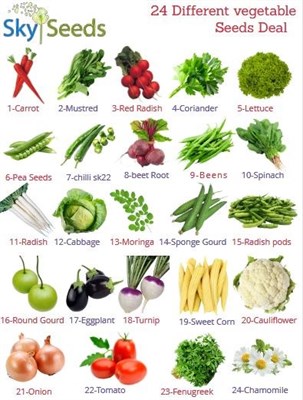 Sky Seeds
24 Different vegetable
Seeds Deal
1-Carrot
2-Mustred
3-Red Radish
4-Coriander
5-Lettuce
6-Pea Seeds
7-chilli sk22
8-beet Root
9-Beens
10-Spinach
11-Radish
12-Cabbage
13-Moringa
14-Sponge Gourd
15-Radish pods
16-Round Gourd
17-Eggplant
18-Turnip
19-Sweet Corn
20-Cauliflower
21-Onion
22-Tomato
23-Fenugreek
24-Chamomile